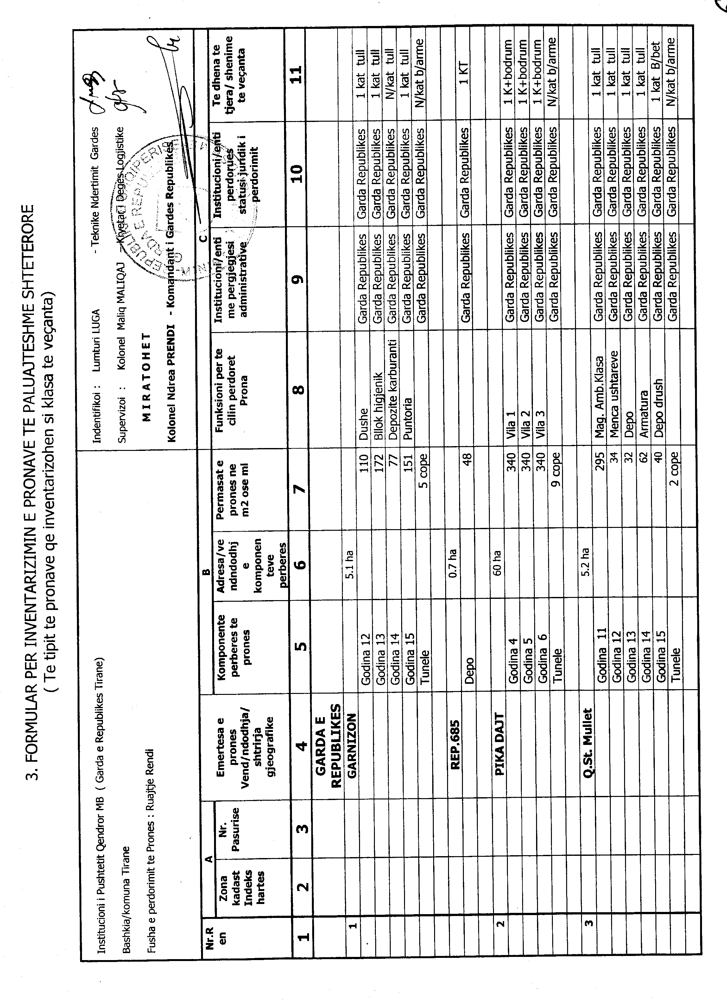 3. FORMULAR PER INVENTARIZIMIN E PRONAVE TE PALUAJTESHME SHTETERORE
( Te tipit te pronave qe inventarizohen si klasa te veçanta)
Institucioni i Pushtetit Qendror MB ( Garda e Republikes Tirane)
Bashkia/komuna Tirane
Fusha e perdorimit te Prones : Ruajtje Rendi
Indentifikoi : Lumturi LUGA - Teknike Ndertimit Gardes
Supervizoi : Kolonel Maliq MALIQAJ - Kryetari Deges Logjistike
M I R A T O H E T
Kolonel Ndrea PRENDI - Komandant i Gardes Republikes
A B C
Nr.R
en
Zona
kadast
Indeks
hartes
Nr.
Pasurise
Emertesa e
prones
Vend/ndodhja/
shtrirja
gjeografike
Komponente
perberes te
prones
Adresa/ve
ndndodhj
e
komponen
teve
perberes
Permasat e
prones ne
m2 ose ml
Funksioni per te
cilin perdoret
Prona
Institucioni/enti
me pergjegjesi
administrative
Institucioni/enti
perdorues
statusi juridik i
perdorimit
Te dhena te
tjera/ shenime
te veçanta
1 2 3 4 5 6 7 8 9 10 11
GARDA E
REPUBLIKES
1 GARNIZON 5.1 ha
Godina 12 110 Dushe Garda Republikes Garda Republikes 1 kat tull
Godina 13 172 Bllok higjenik Garda Republikes Garda Republikes 1 kat tull
Godina 14 77 Depozite karburanti Garda Republikes Garda Republikes N/kat tull
Godina 15 151 Puntoria Garda Republikes Garda Republikes 1 kat tull
Tunele 5 cope Garda Republikes Garda Republikes N/kat b/arme
REP.685 0.7 ha
Depo 48 Garda Republikes Garda Republikes 1 KT
2 PIKA DAJT 60 ha
Godina 4 340 Vila 1 Garda Republikes Garda Republikes 1 K+bodrum
Godina 5 340 Vila 2 Garda Republikes Garda Republikes 1 K+bodrum
Godina 6 340 Vila 3 Garda Republikes Garda Republikes 1 K+bodrum
Tunele 9 cope Garda Republikes Garda Republikes N/kat b/arme
3 Q.St. Mullet 5.2 ha
Godina 11 295 Mag. Amb.Klasa Garda Republikes Garda Republikes 1 kat tull
Godina 12 34 Menca ushtareve Garda Republikes Garda Republikes 1 kat tull
Godina 13 32 Depo Garda Republikes Garda Republikes 1 kat tull
Godina 14 62 Armatura Garda Republikes Garda Republikes 1 kat tull
Godina 15 40 Depo drush Garda Republikes Garda Republikes 1 kat B/bet
Tunele 2 cope Garda Republikes Garda Republikes N/kat b/arme